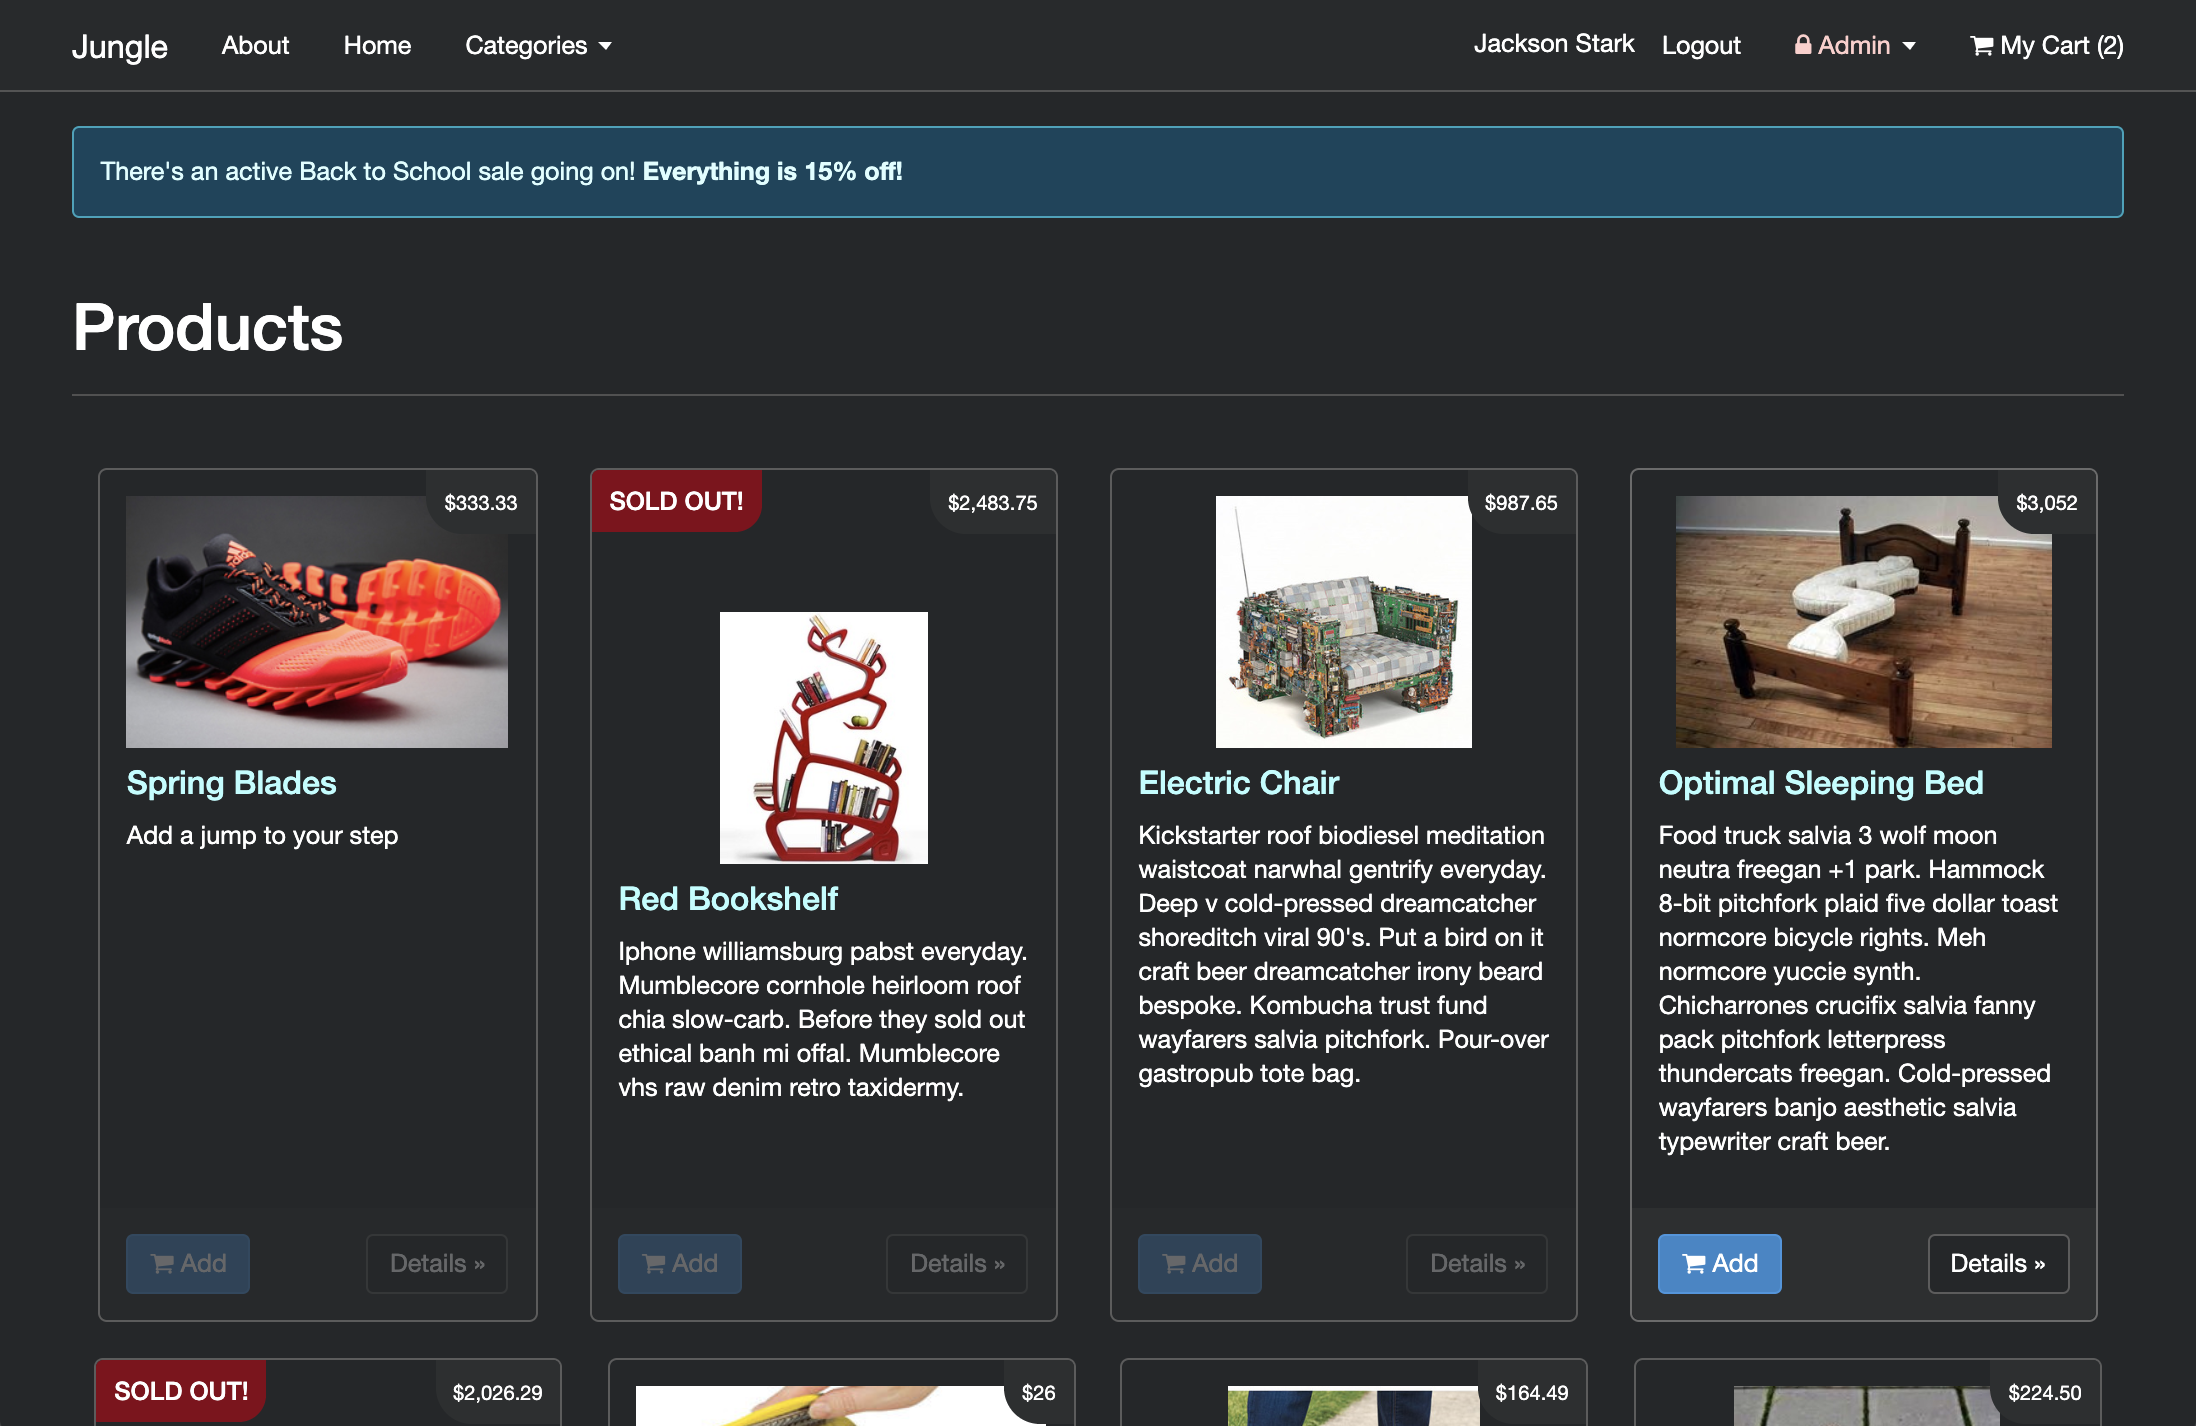 Jungle About Home Categories Jackson Stark Logout Admin My Cart (2)
There's an active Back to School sale going on! Everything is 15% off!
Products
$333.33
Spring Blades
Add a jump to your step
Add Details »
SOLD OUT! $2,483.75
Red Bookshelf
Iphone williamsburg pabst everyday.
Mumblecore cornhole heirloom roof
chia slow-carb. Before they sold out
ethical banh mi offal. Mumblecore
vhs raw denim retro taxidermy.
Add Details »
$987.65
Electric Chair
Kickstarter roof biodiesel meditation
waistcoat narwhal gentrify everyday.
Deep v cold-pressed dreamcatcher
shoreditch viral 90's. Put a bird on it
craft beer dreamcatcher irony beard
bespoke. Kombucha trust fund
wayfarers salvia pitchfork. Pour-over
gastropub tote bag.
Add Details »
$3,052
Optimal Sleeping Bed
Food truck salvia 3 wolf moon
neutra freegan +1 park. Hammock
8-bit pitchfork plaid five dollar toast
normcore bicycle rights. Meh
normcore yuccie synth.
Chicharrones crucifix salvia fanny
pack pitchfork letterpress
thundercats freegan. Cold-pressed
wayfarers banjo aesthetic salvia
typewriter craft beer.
Add Details »
SOLD OUT! $2,026.29
$26
$164.49
$224.50